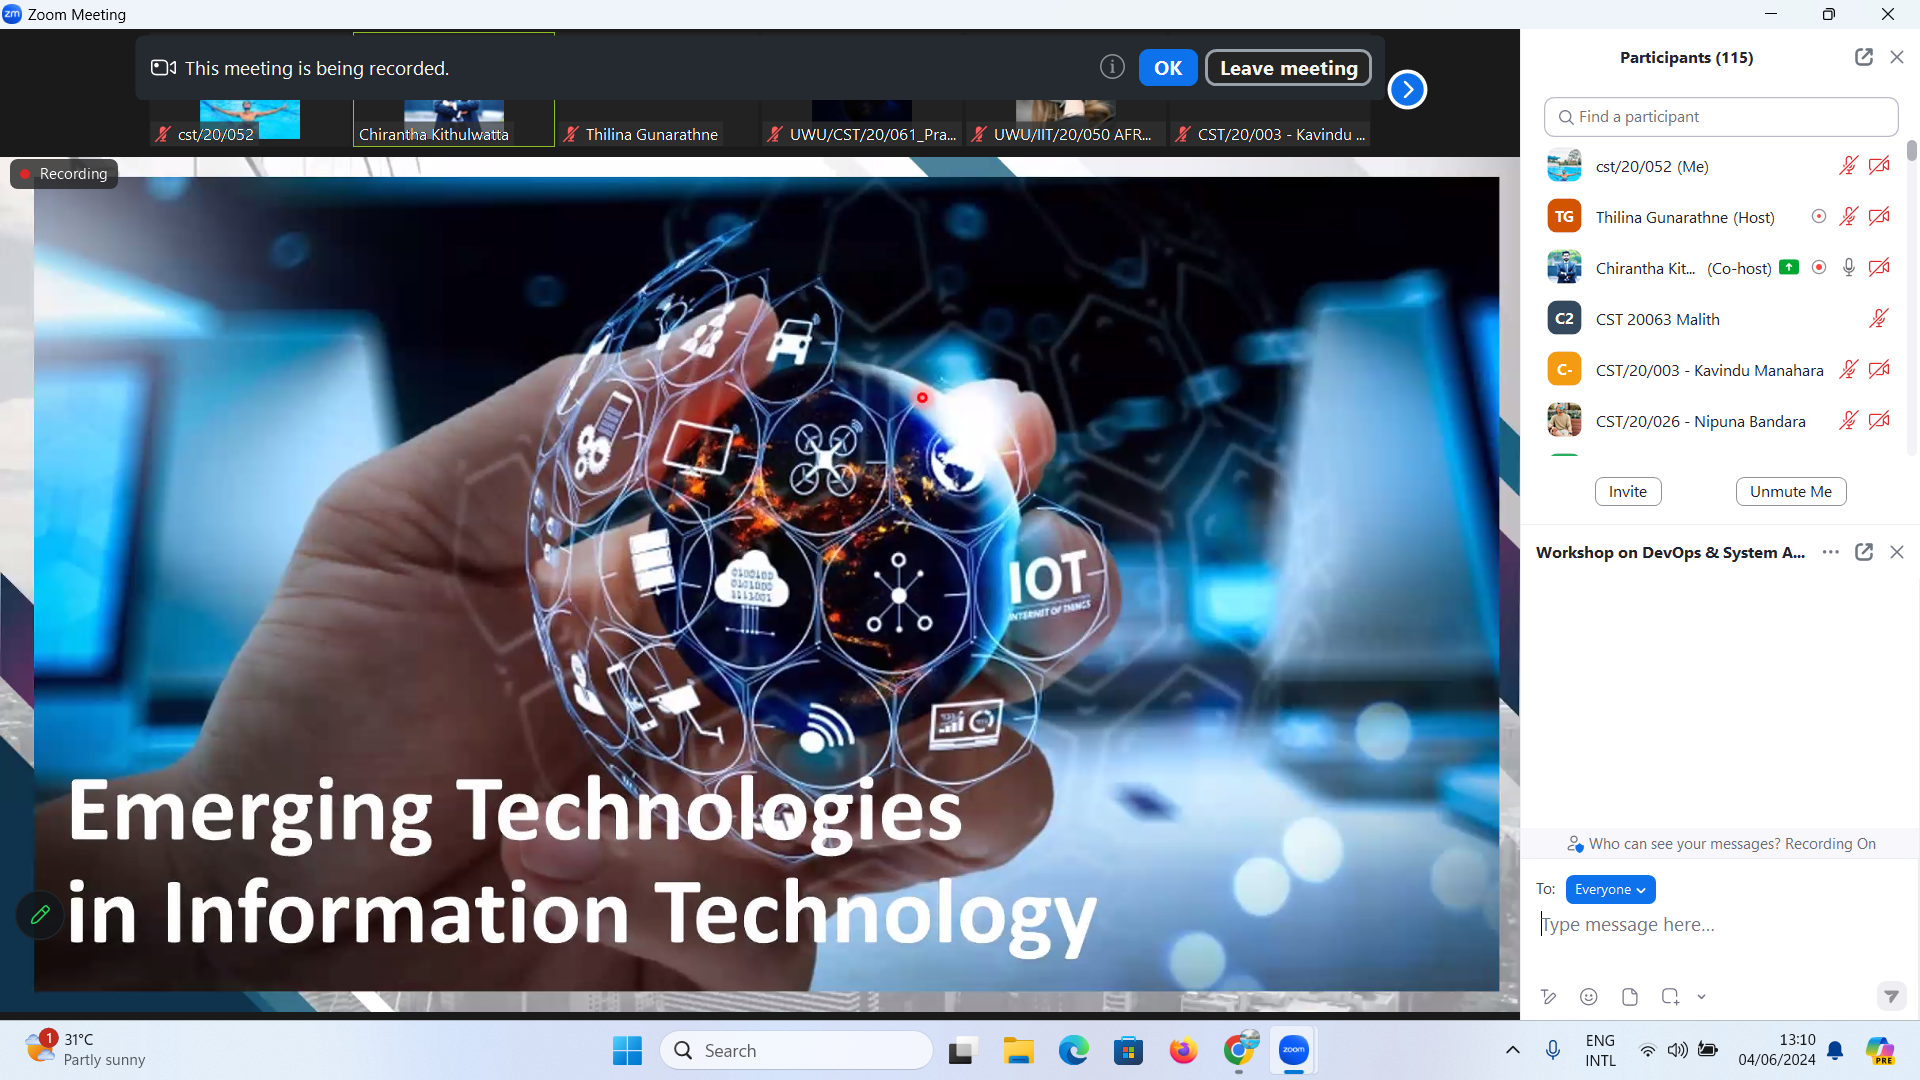 zm Zoom Meeting
This meeting is being recorded.
OK
Leave meeting
cst/20/052
Chirantha Kithulwatta
Thilina Gunarathne
UWU/CST/20/061_Pra...
UWU/IIT/20/050 AFR...
CST/20/003 - Kavindu ...
Recording
IOT
INTERNET OF THINGS
0100100
0101000
1111001
Emerging Technologies
in Information Technology
Participants (115)
Find a participant
cst/20/052 (Me)
TG Thilina Gunarathne (Host)
Chirantha Kit... (Co-host)
C2 CST 20063 Malith
C- CST/20/003 - Kavindu Manahara
CST/20/026 - Nipuna Bandara
Invite
Unmute Me
Workshop on DevOps & System A...
Who can see your messages? Recording On
To: Everyone
Type message here...
1
31°C
Partly sunny
Search
zoom
ENG
INTL
13:10
04/06/2024
PRE